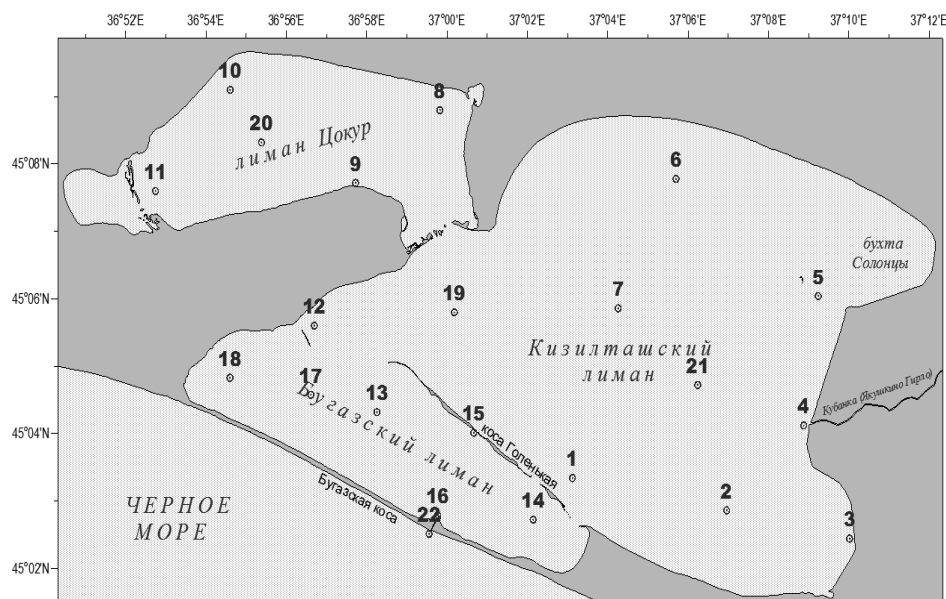 36°52'E 36°54'E 36°56'E 36°58'E 37°00'E 37°02'E 37°04'E 37°06'E 37°08'E 37°10'E 37°12'E
10
8
20
лиман Цокур
45°08'N
11
9
6
бухта
Солонцы
5
45°06'N
12
19
7
Кизилташский
лиман
18
17
13
21
Бугазский лиман
15
коса Голенькая
4
Кубанка (Якушкино Гирло)
45°04'N
1
Бугазская коса
16
22
14
2
3
ЧЕРНОЕ
МОРЕ
45°02'N